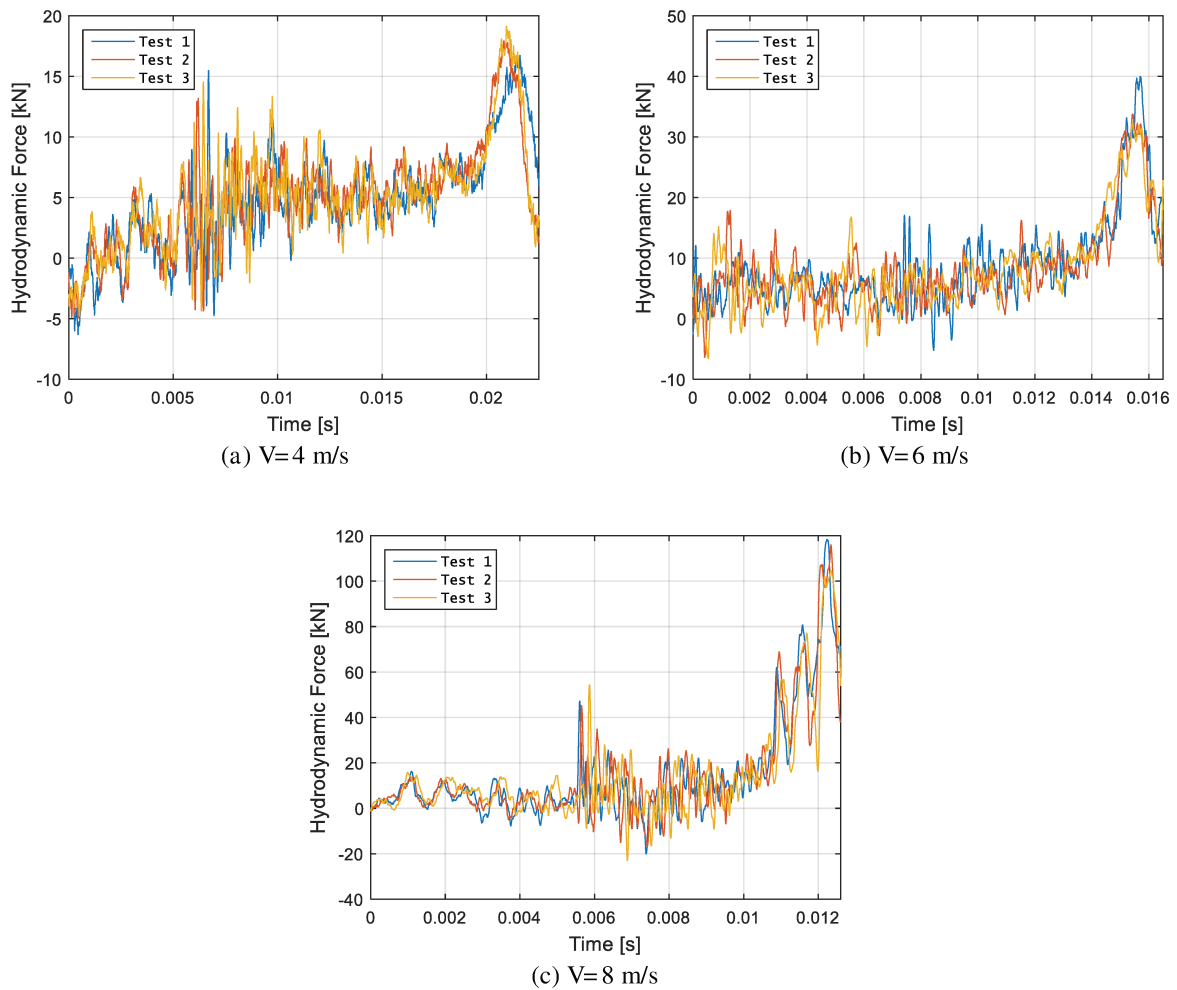 20
15
10
5
0
-5
-10
Hydrodynamic Force [kN]
Test 1
Test 2
Test 3
0 0.005 0.01 0.015 0.02
Time [s]
(a) V=4 m/s
50
40
30
20
10
0
-10
Hydrodynamic Force [kN]
Test 1
Test 2
Test 3
0 0.002 0.004 0.006 0.008 0.01 0.012 0.014 0.016
Time [s]
(b) V=6 m/s
120
100
80
60
40
20
0
-20
-40
Hydrodynamic Force [kN]
Test 1
Test 2
Test 3
0 0.002 0.004 0.006 0.008 0.01 0.012
Time [s]
(c) V=8 m/s